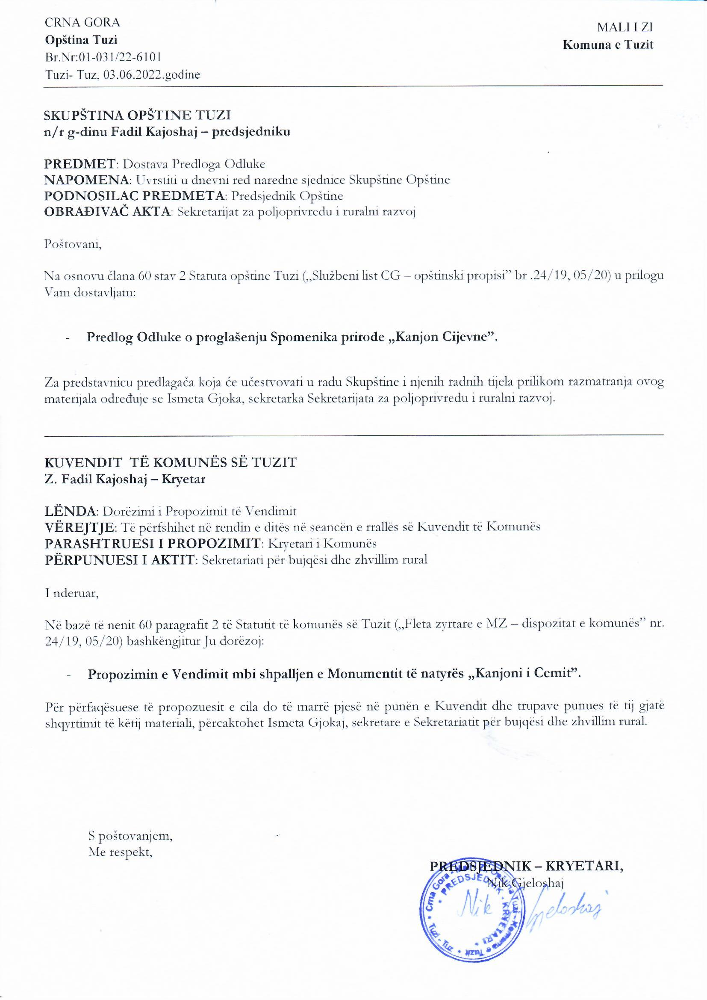 CRNA GORA
Opština Tuzi
Br.Nr:01-031/22-6101
Tuzi- Tuz, 03.06.2022.godine
MALI I ZI
Komuna e Tuzit
SKUPŠTINA OPŠTINE TUZI
n/r g-dinu Fadil Kajoshaj – predsjedniku
PREDMET: Dostava Predloga Odluke
NAPOMENA: Uvrstiti u dnevni red naredne sjednice Skupštine Opštine
PODNOSILAC PREDMETA: Predsjednik Opštine
OBRAĐIVAČ AKTA: Sekretarijat za poljoprivredu i ruralni razvoj
Poštovani,
Na osnovu člana 60 stav 2 Statuta opštine Tuzi („Službeni list CG – opštinski propisi” br .24/19, 05/20) u prilogu
Vam dostavljam:
- Predlog Odluke o proglašenju Spomenika prirode „Kanjon Cijevne”.
Za predstavnicu predlagača koja će učestvovati u radu Skupštine i njenih radnih tijela prilikom razmatranja ovog
materijala određuje se Ismeta Gjoka, sekretarka Sekretarijata za poljoprivredu i ruralni razvoj.
KUVENDIT TË KOMUNËS SË TUZIT
Z. Fadil Kajoshaj – Kryetar
LËNDA: Dorëzimi i Propozimit të Vendimit
VËREJTJE: Të përfshihet në rendin e ditës në seancën e rrallës së Kuvendit të Komunës
PARASHTRUESI I PROPOZIMIT: Kryetari i Komunës
PËRPUNUESI I AKTIT: Sekretariati për bujqësi dhe zhvillim rural
I nderuar,
Në bazë të nenit 60 paragrafit 2 të Statutit të komunës së Tuzit („Fleta zyrtare e MZ – dispozitat e komunës” nr.
24/19, 05/20) bashkëngjitur Ju dorëzoj:
- Propozimin e Vendimit mbi shpalljen e Monumentit të natyrës „Kanjoni i Cemit”.
Për përfaqësuese të propozuesit e cila do të marrë pjesë në punën e Kuvendit dhe trupave punues të tij gjatë
shqyrtimit të këtij materiali, përcaktohet Ismeta Gjokaj, sekretare e Sekretariatit për bujqësi dhe zhvillim rural.
S poštovanjem,
Me respekt,
PREDSJEDNIK – KRYETARI,
Nik Gjeloshaj
Crna Gora - Mali i Zi, Opština Tuzi - Komuna e Tuzit * Tuzi - Tuz *
* PREDSJEDNIK - KRYETARI *
Nik Gjeloshaj